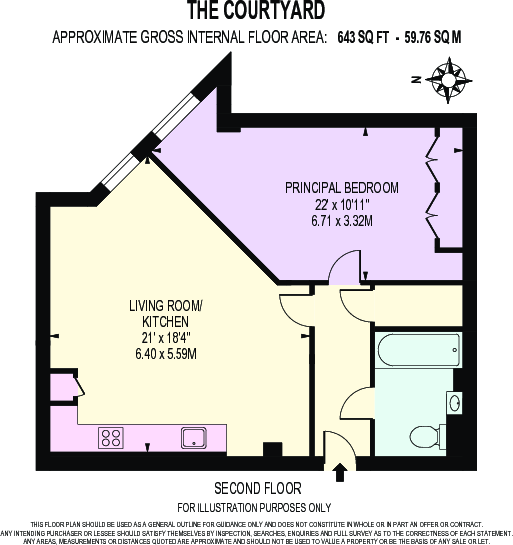 THE COURTYARD
APPROXIMATE GROSS INTERNAL FLOOR AREA: 643 SQ FT - 59.76 SQ M
N
PRINCIPAL BEDROOM
22' x 10'11"
6.71 x 3.32M
LIVING ROOM/
KITCHEN
21' x 18'4"
6.40 x 5.59M
SECOND FLOOR
FOR ILLUSTRATION PURPOSES ONLY
THIS FLOOR PLAN SHOULD BE USED AS A GENERAL OUTLINE FOR GUIDANCE ONLY AND DOES NOT CONSTITUTE IN WHOLE OR IN PART AN OFFER OR CONTRACT.
ANY INTENDING PURCHASER OR LESSEE SHOULD SATISFY THEMSELVES BY INSPECTION, SEARCHES, ENQUIRIES AND FULL SURVEY AS TO THE CORRECTNESS OF EACH STATEMENT.
ANY AREAS, MEASUREMENTS OR DISTANCES QUOTED ARE APPROXIMATE AND SHOULD NOT BE USED TO VALUE A PROPERTY OR BE THE BASIS OF ANY SALE OR LET.